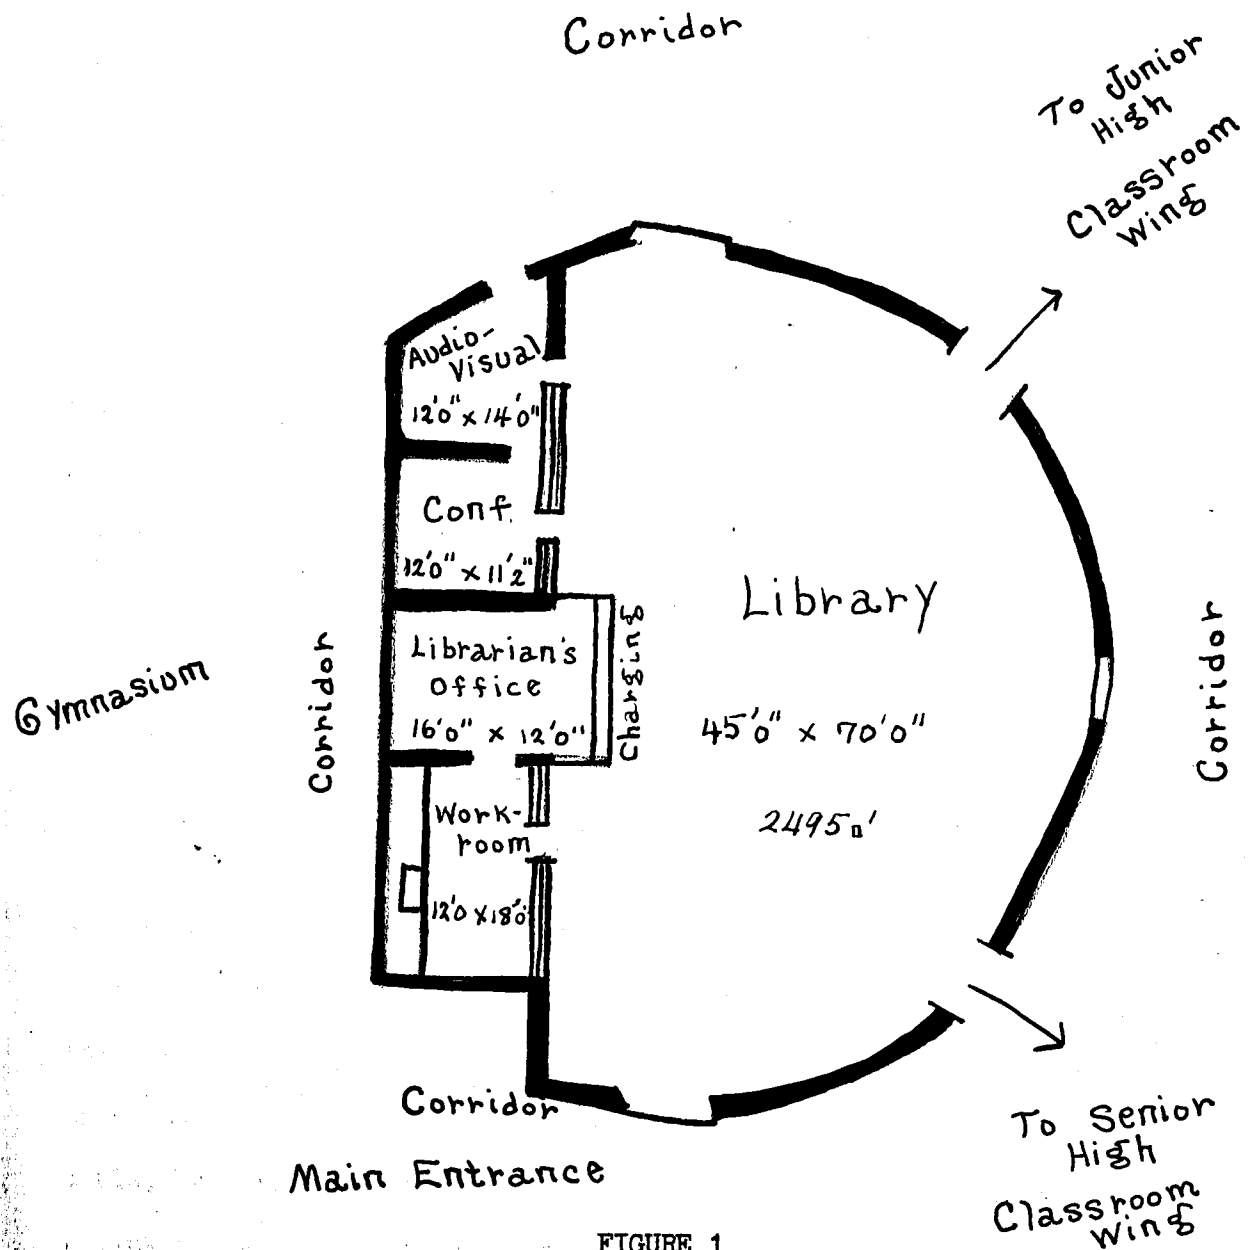 Corridor
To Junior
High
Classroom
Wing
Audio-
Visual
12'0" x 14'0"
Conf.
12'0" x 11'2"
Library
Librarian's
Office
16'0" x 12'0"
Charging
Corridor
Gymnasium
45'0" x 70'0"
Corridor
2495□'
Work-
room
12'0 x 18'0
Corridor
Main Entrance
To Senior
High
Classroom
Wing
FIGURE 1